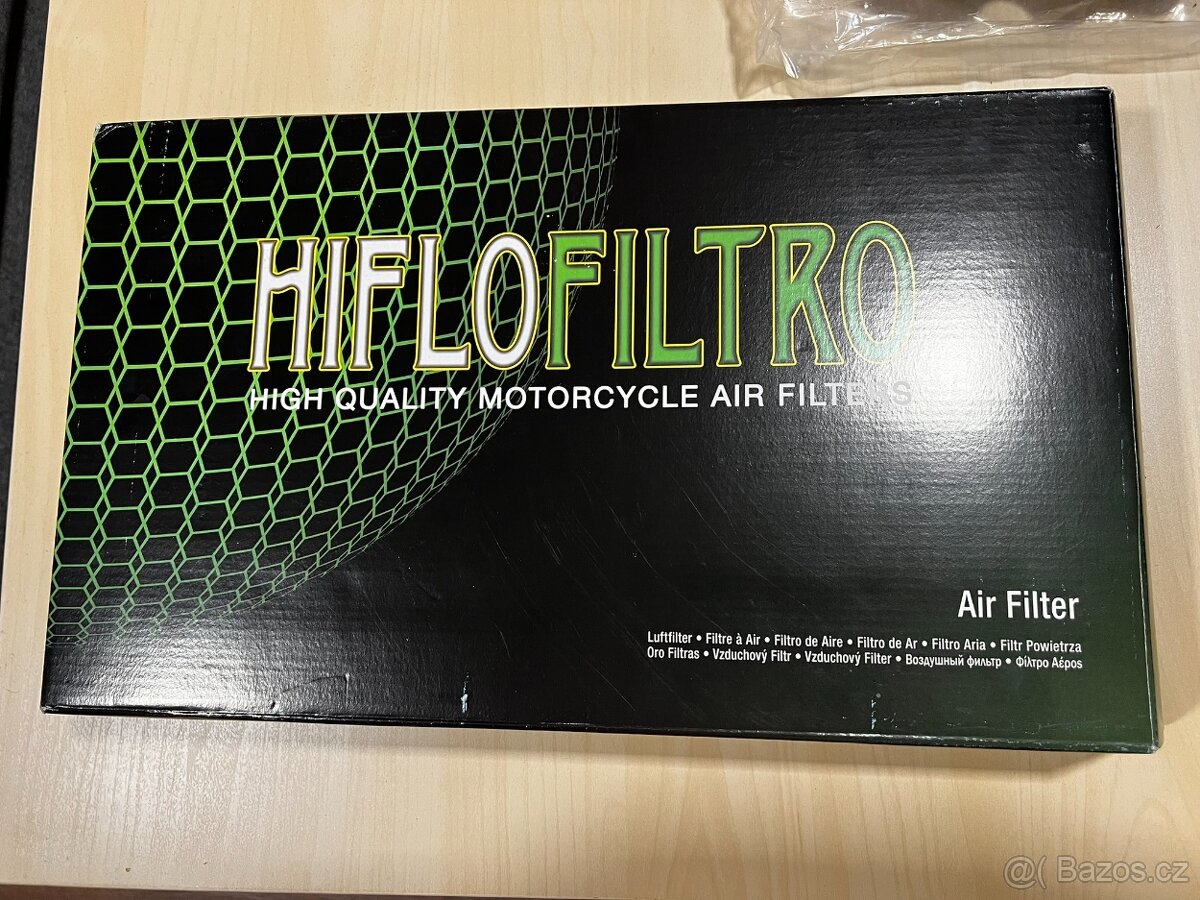 HIFLOFILTRO
HIGH QUALITY MOTORCYCLE AIR FILTERS
Air Filter
Luftfilter • Filtre à Air • Filtro de Aire • Filtro de Ar • Filtro Aria • Filtr Powietrza
Oro Filtras • Vzduchový Filtr • Vzduchový Filter • Воздушный фильтр • Φίλτρο Αέρος
@( Bazos.cz